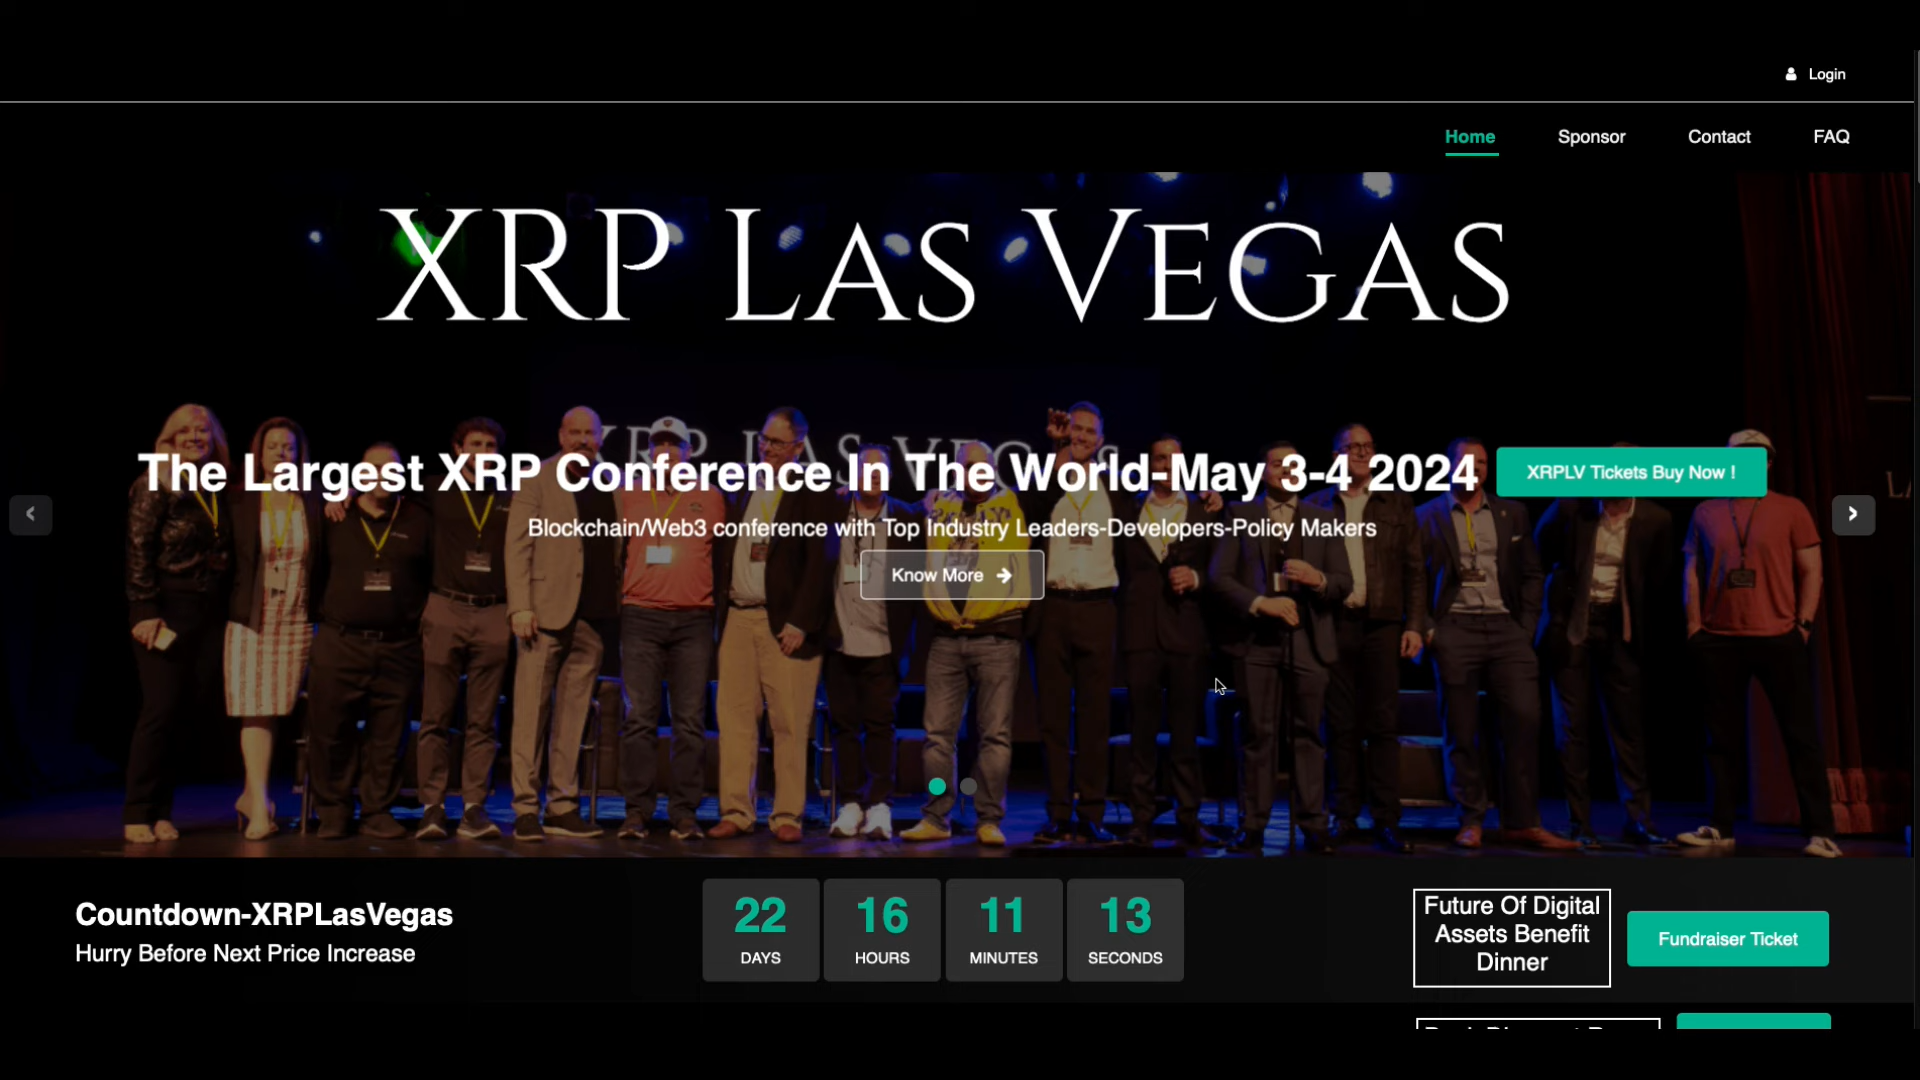 Login
Home Sponsor Contact FAQ
XRP LAS VEGAS
XRP LAS VEGAS
The Largest XRP Conference In The World-May 3-4 2024
XRPLV Tickets Buy Now !
Blockchain/Web3 conference with Top Industry Leaders-Developers-Policy Makers
Know More
Countdown-XRPLasVegas
Hurry Before Next Price Increase
22 16 11 13
DAYS HOURS MINUTES SECONDS
Future Of Digital
Assets Benefit
Dinner
Fundraiser Ticket